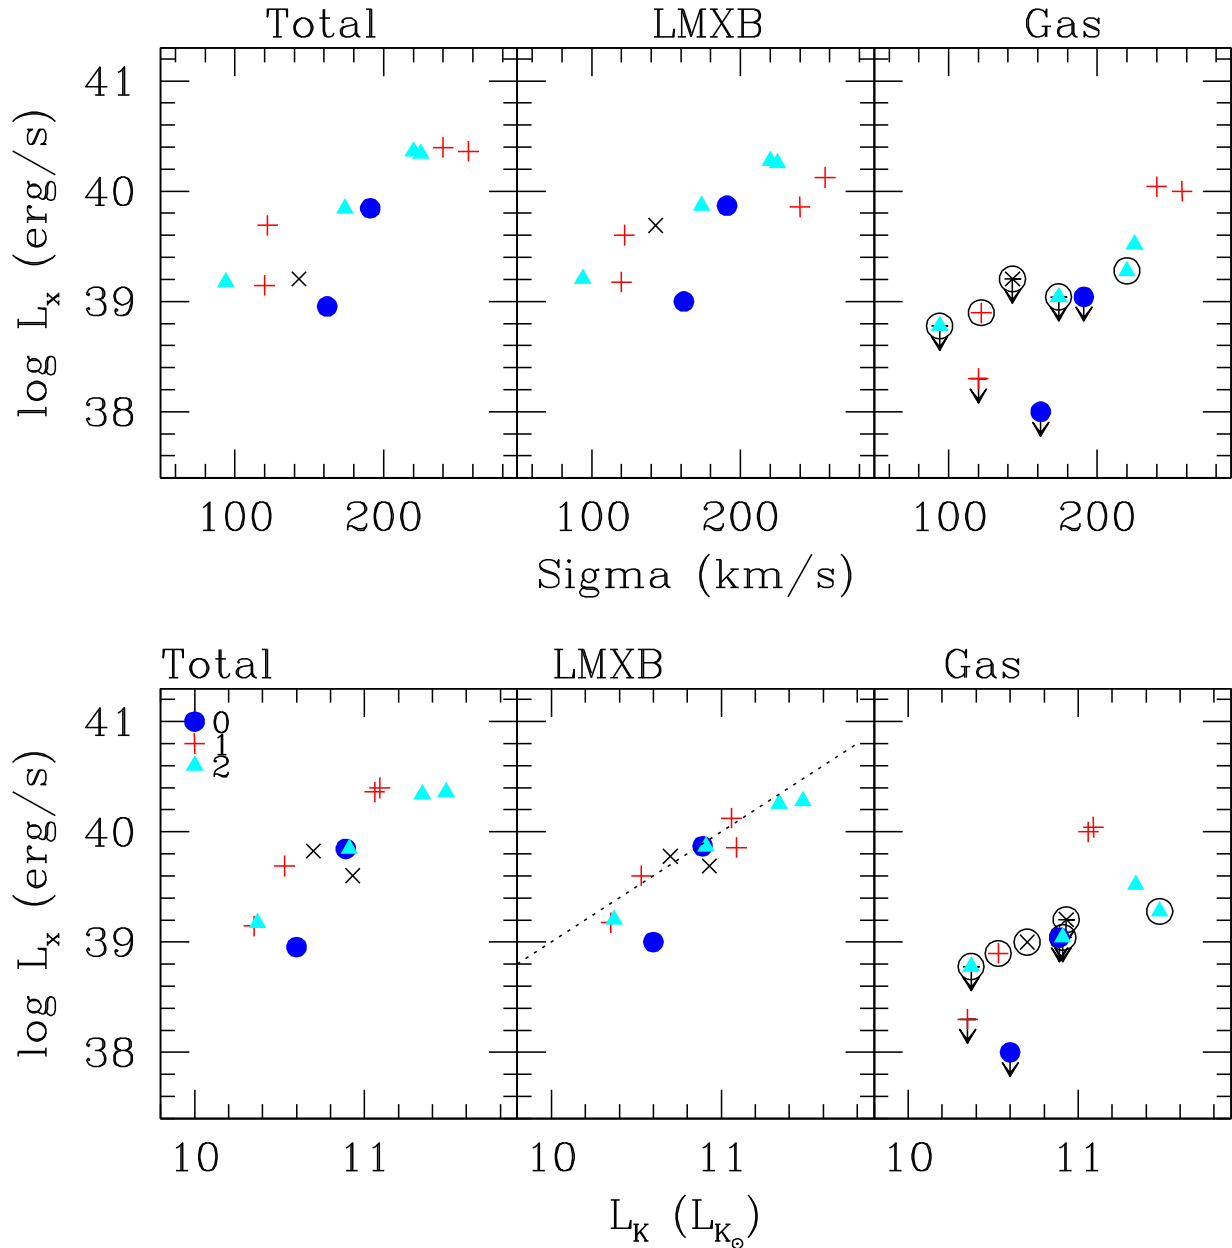 Total LMXB Gas
41
40
39
38
log L_x (erg/s)
100 200 100 200 100 200
Sigma (km/s)
Total LMXB Gas
0
1
2
41
40
39
38
log L_x (erg/s)
10 11 10 11 10 11
L_K (L_K⊙)